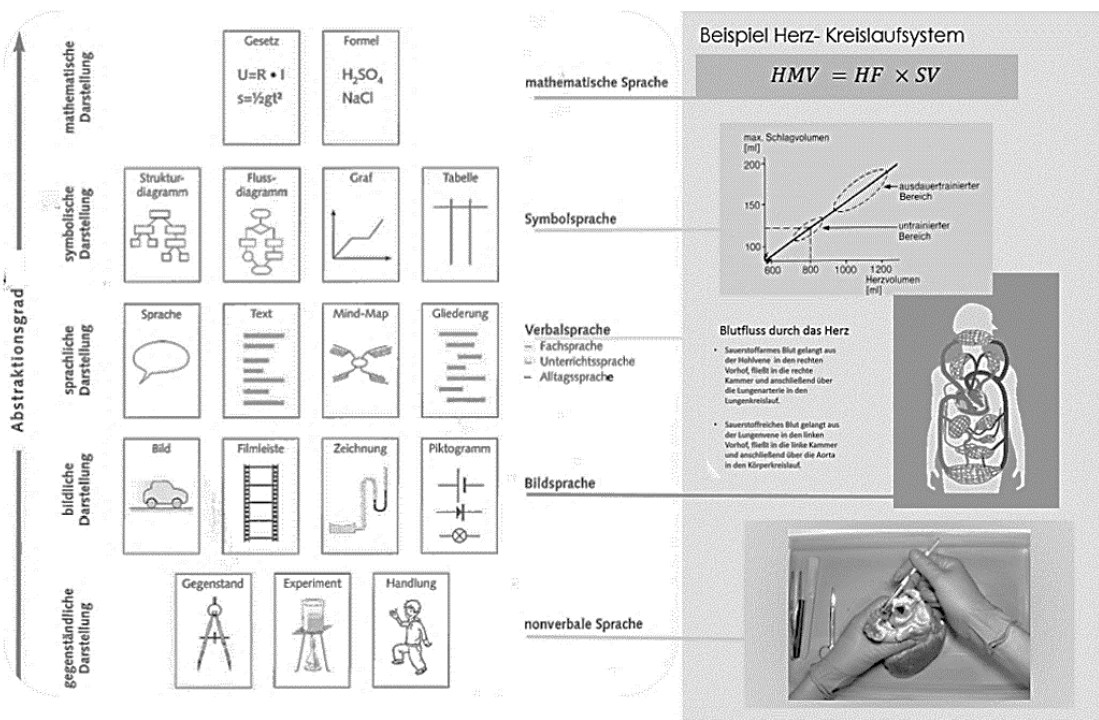 Abstraktionsgrad
mathematische
Darstellung
Gesetz
U=R • I
s=½gt²
Formel
H₂SO₄
NaCl
mathematische Sprache
symbolische
Darstellung
Struktur-
diagramm
Fluss-
diagramm
Graf
Tabelle
Symbolsprache
sprachliche
Darstellung
Sprache
Text
Mind-Map
Gliederung
Verbalsprache
– Fachsprache
– Unterrichtssprache
– Alltagssprache
bildliche
Darstellung
Bild
Filmleiste
Zeichnung
Piktogramm
Bildsprache
gegenständliche
Darstellung
Gegenstand
Experiment
Handlung
nonverbale Sprache
Beispiel Herz- Kreislaufsystem
HMV = HF × SV
max. Schlagvolumen
[ml]
200
150
100
600 800 1000 1200
Herzvolumen
[ml]
ausdauertrainierter
Bereich
untrainierter
Bereich
Blutfluss durch das Herz
• Sauerstoffarmes Blut gelangt aus
der Hohlvene in den rechten
Vorhof, fließt in die rechte
Kammer und anschließend über
die Lungenarterie in den
Lungenkreislauf.
• Sauerstoffreiches Blut gelangt aus
der Lungenvene in den linken
Vorhof, fließt in die linke Kammer
und anschließend über die Aorta
in den Körperkreislauf.